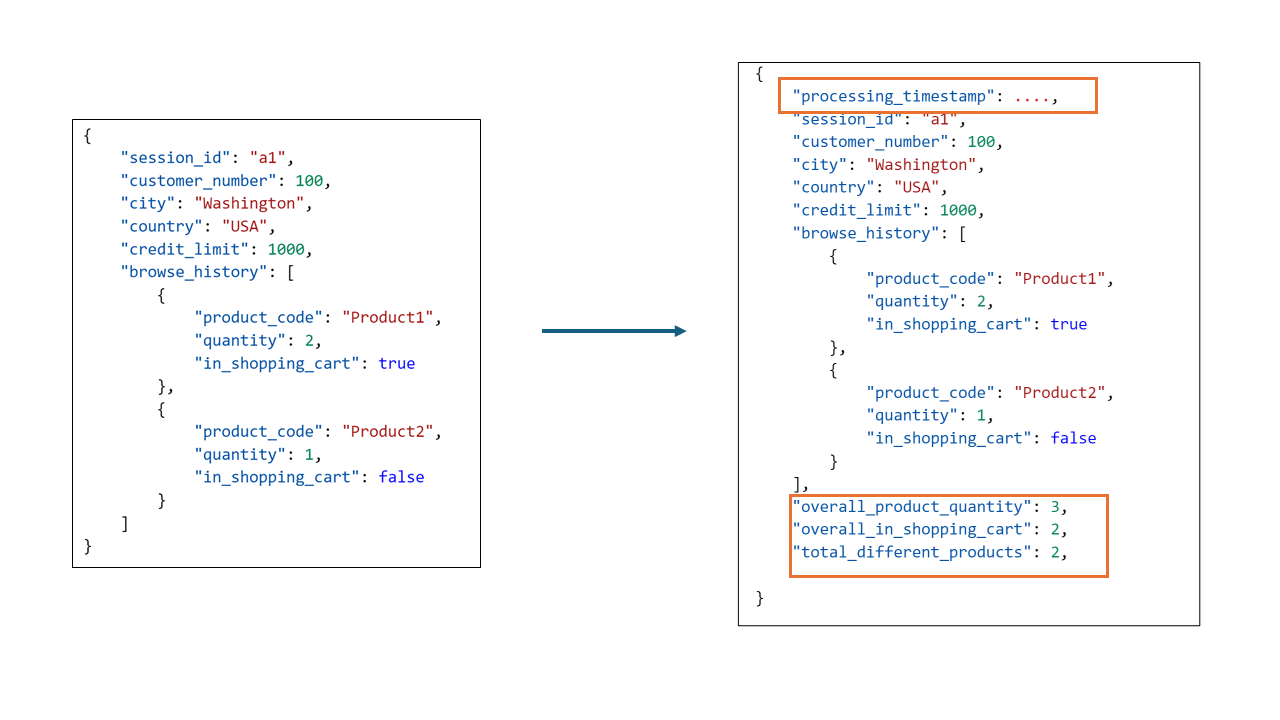 {
"session_id": "a1",
"customer_number": 100,
"city": "Washington",
"country": "USA",
"credit_limit": 1000,
"browse_history": [
{
"product_code": "Product1",
"quantity": 2,
"in_shopping_cart": true
},
{
"product_code": "Product2",
"quantity": 1,
"in_shopping_cart": false
}
]
}
{
"processing_timestamp": ....,
"session_id": "a1",
"customer_number": 100,
"city": "Washington",
"country": "USA",
"credit_limit": 1000,
"browse_history": [
{
"product_code": "Product1",
"quantity": 2,
"in_shopping_cart": true
},
{
"product_code": "Product2",
"quantity": 1,
"in_shopping_cart": false
}
],
"overall_product_quantity": 3,
"overall_in_shopping_cart": 2,
"total_different_products": 2,
}